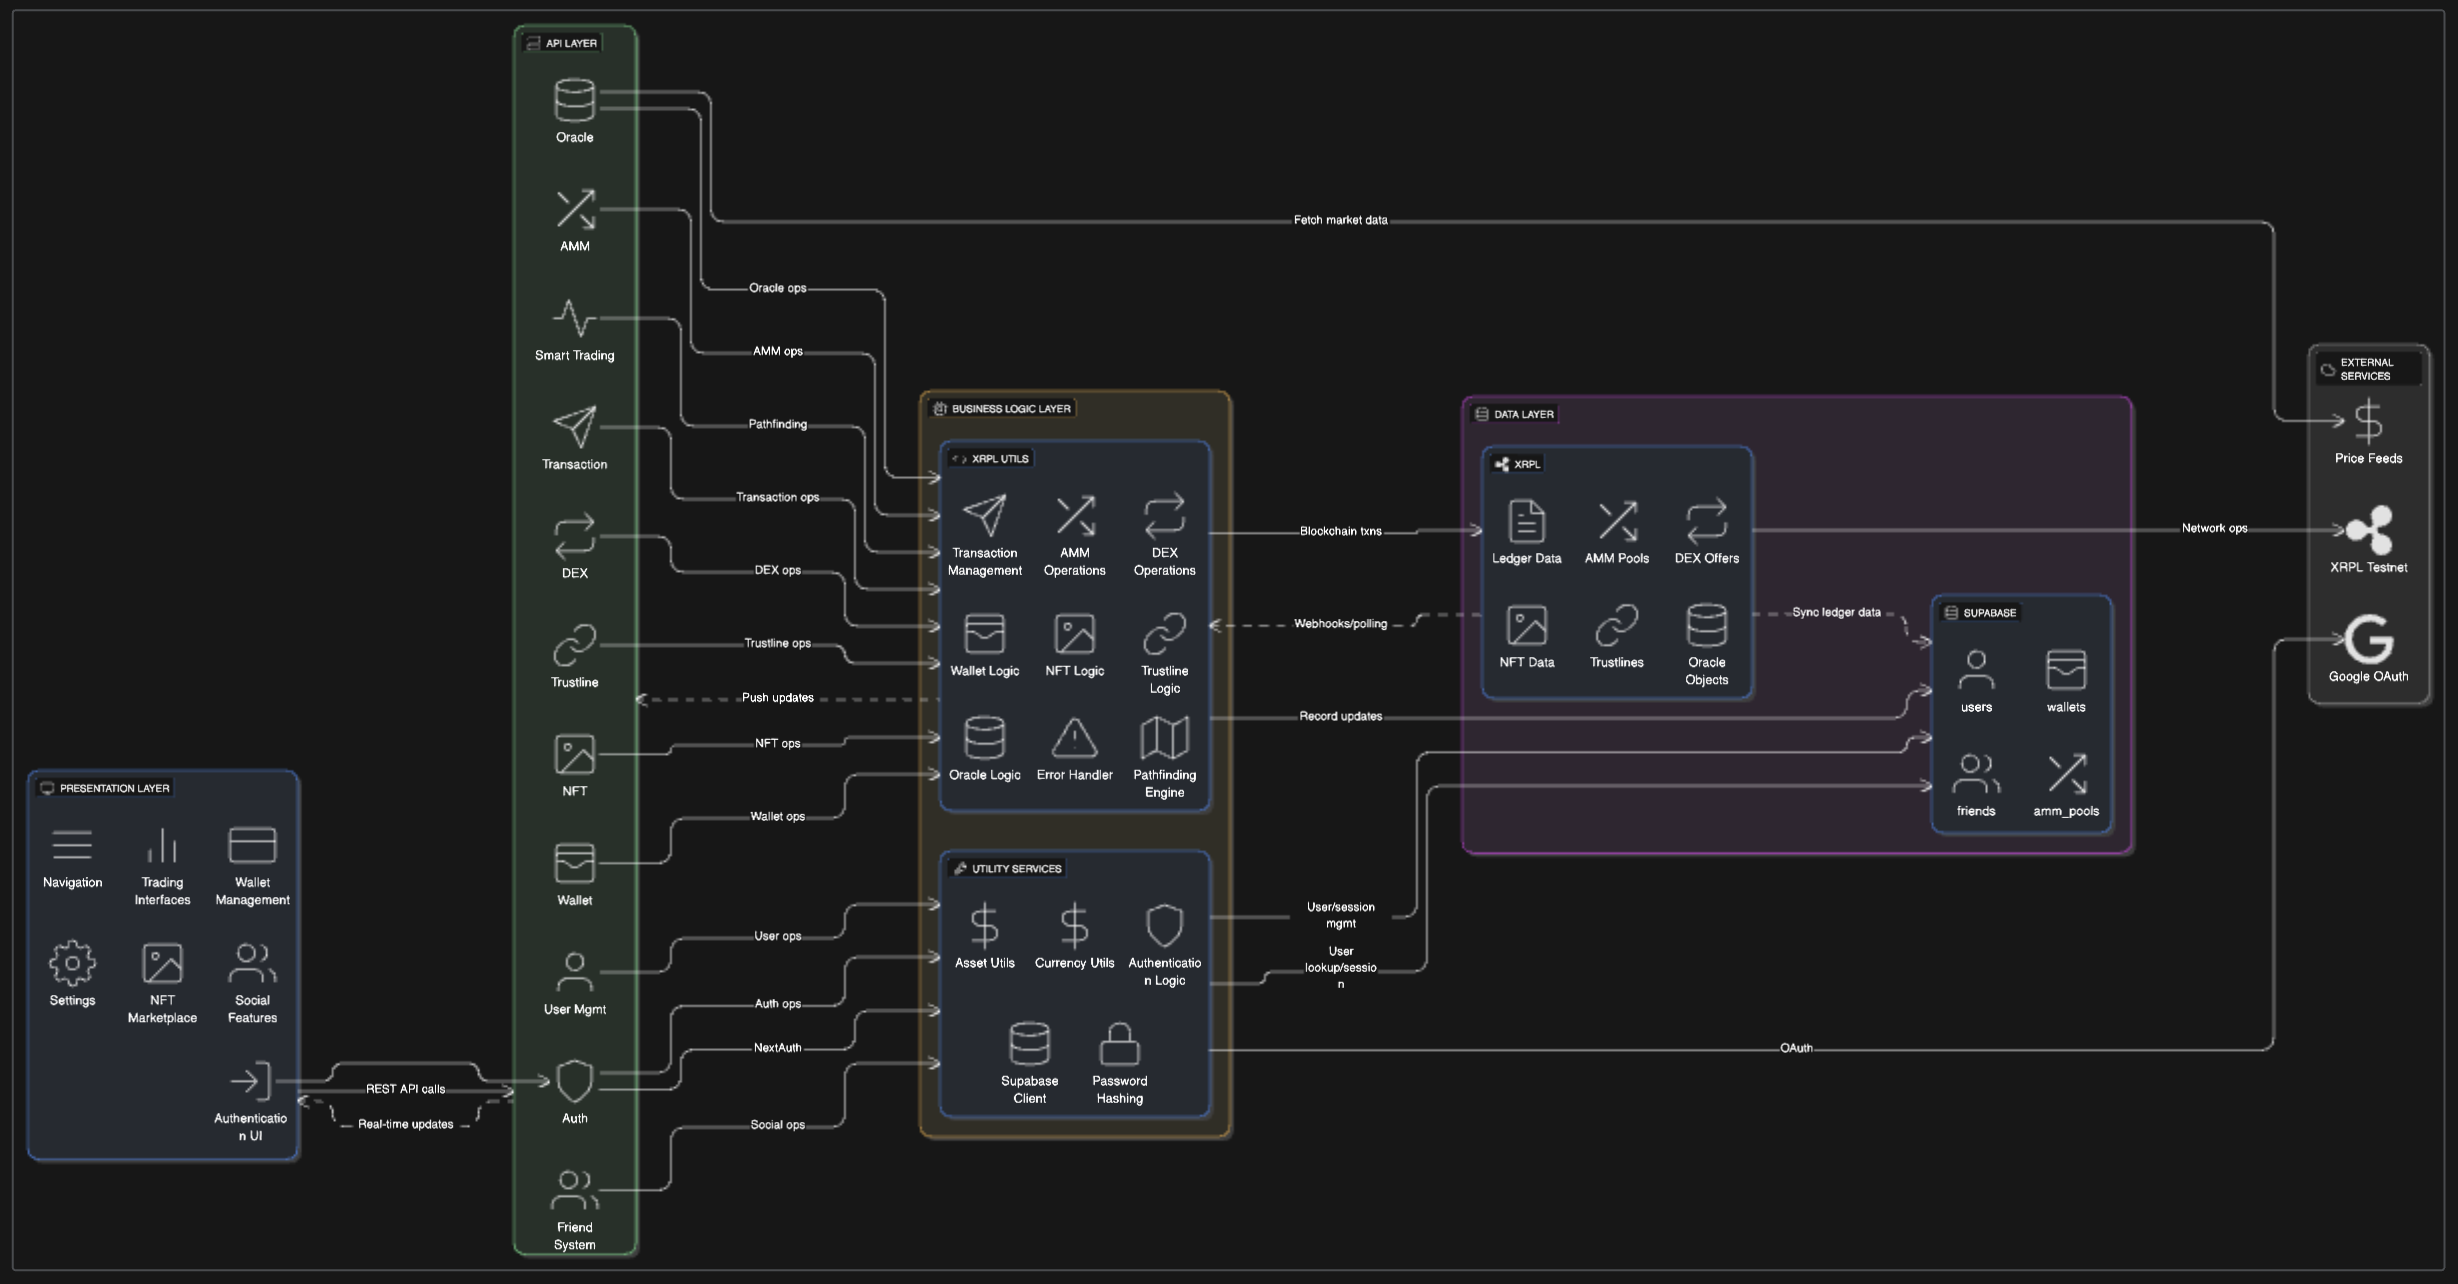 API LAYER
Oracle
AMM
Smart Trading
Transaction
DEX
Trustline
NFT
Wallet
User Mgmt
Auth
Friend
System
PRESENTATION LAYER
Navigation
Trading
Interfaces
Wallet
Management
Settings
NFT
Marketplace
Social
Features
Authenticatio
n UI
REST API calls
Real-time updates
Fetch market data
Oracle ops
AMM ops
Pathfinding
Transaction ops
DEX ops
Trustline ops
Push updates
NFT ops
Wallet ops
User ops
Auth ops
NextAuth
Social ops
BUSINESS LOGIC LAYER
XRPL UTILS
Transaction
Management
AMM
Operations
DEX
Operations
Wallet Logic
NFT Logic
Trustline
Logic
Oracle Logic
Error Handler
Pathfinding
Engine
UTILITY SERVICES
Asset Utils
Currency Utils
Authenticatio
n Logic
Supabase
Client
Password
Hashing
Blockchain txns
Webhooks/polling
Record updates
User/session
mgmt
User
lookup/sessio
n
OAuth
DATA LAYER
XRPL
Ledger Data
AMM Pools
DEX Offers
NFT Data
Trustlines
Oracle
Objects
Sync ledger data
SUPABASE
users
wallets
friends
amm_pools
Network ops
EXTERNAL
SERVICES
Price Feeds
XRPL Testnet
Google OAuth